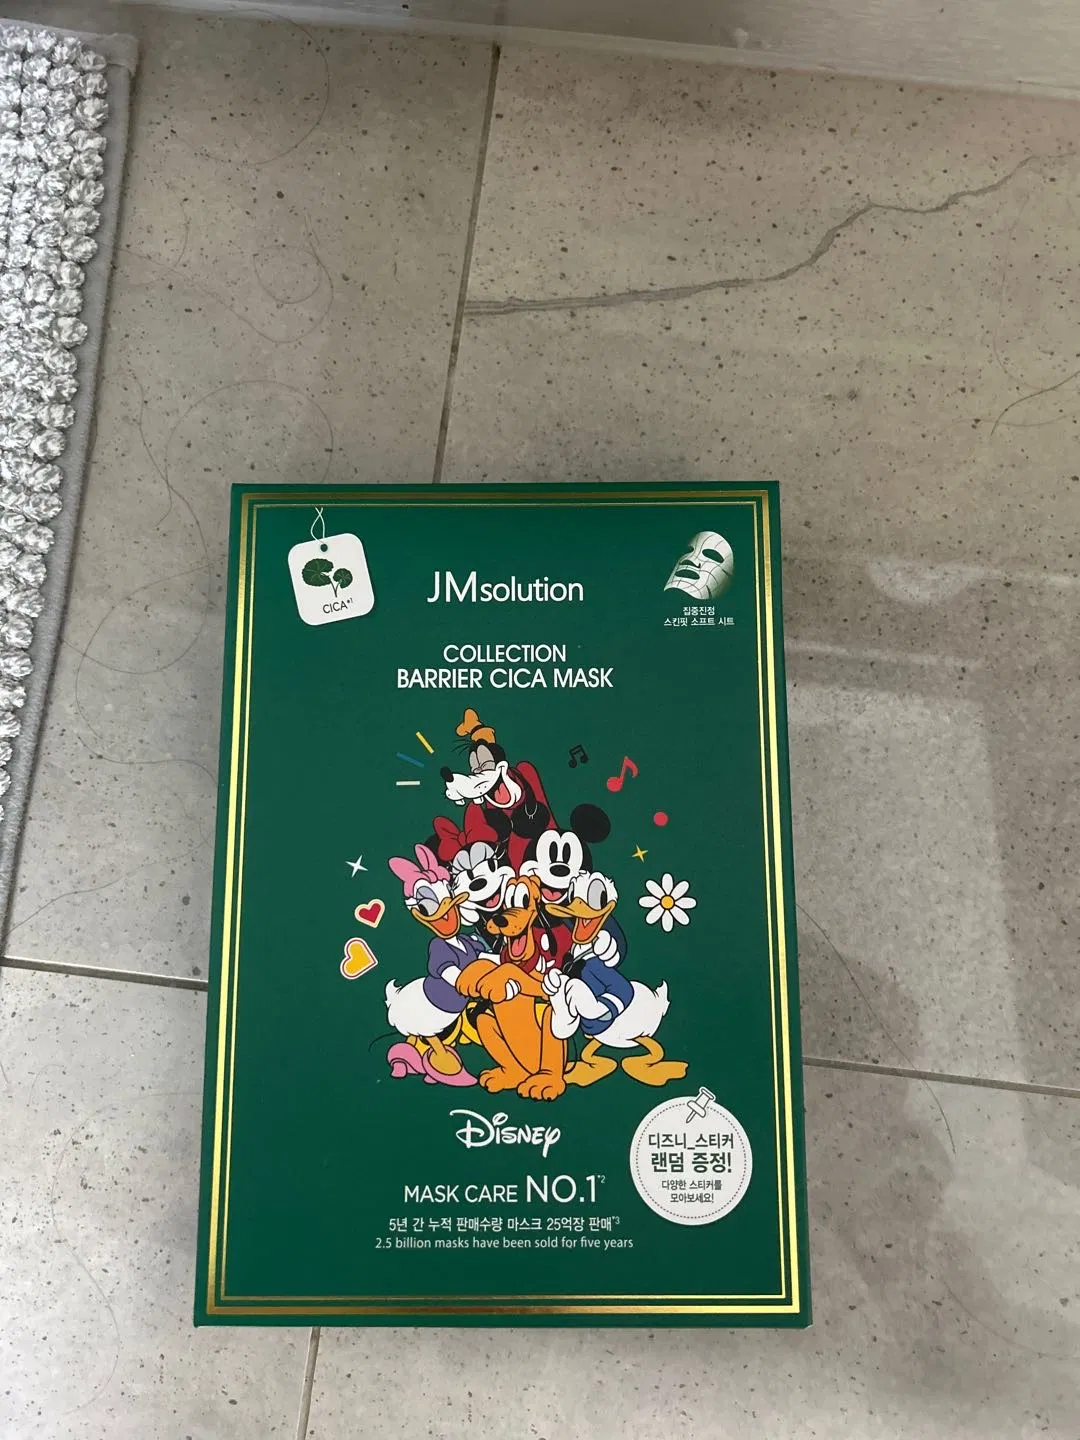 CICA*1
JMsolution
집중진정
스킨핏 소프트 시트
COLLECTION
BARRIER CICA MASK
Disney
디즈니_스티커
랜덤 증정!
다양한 스티커를
모아보세요!
MASK CARE NO.1*2
5년 간 누적 판매수량 마스크 25억장 판매*3
2.5 billion masks have been sold for five years